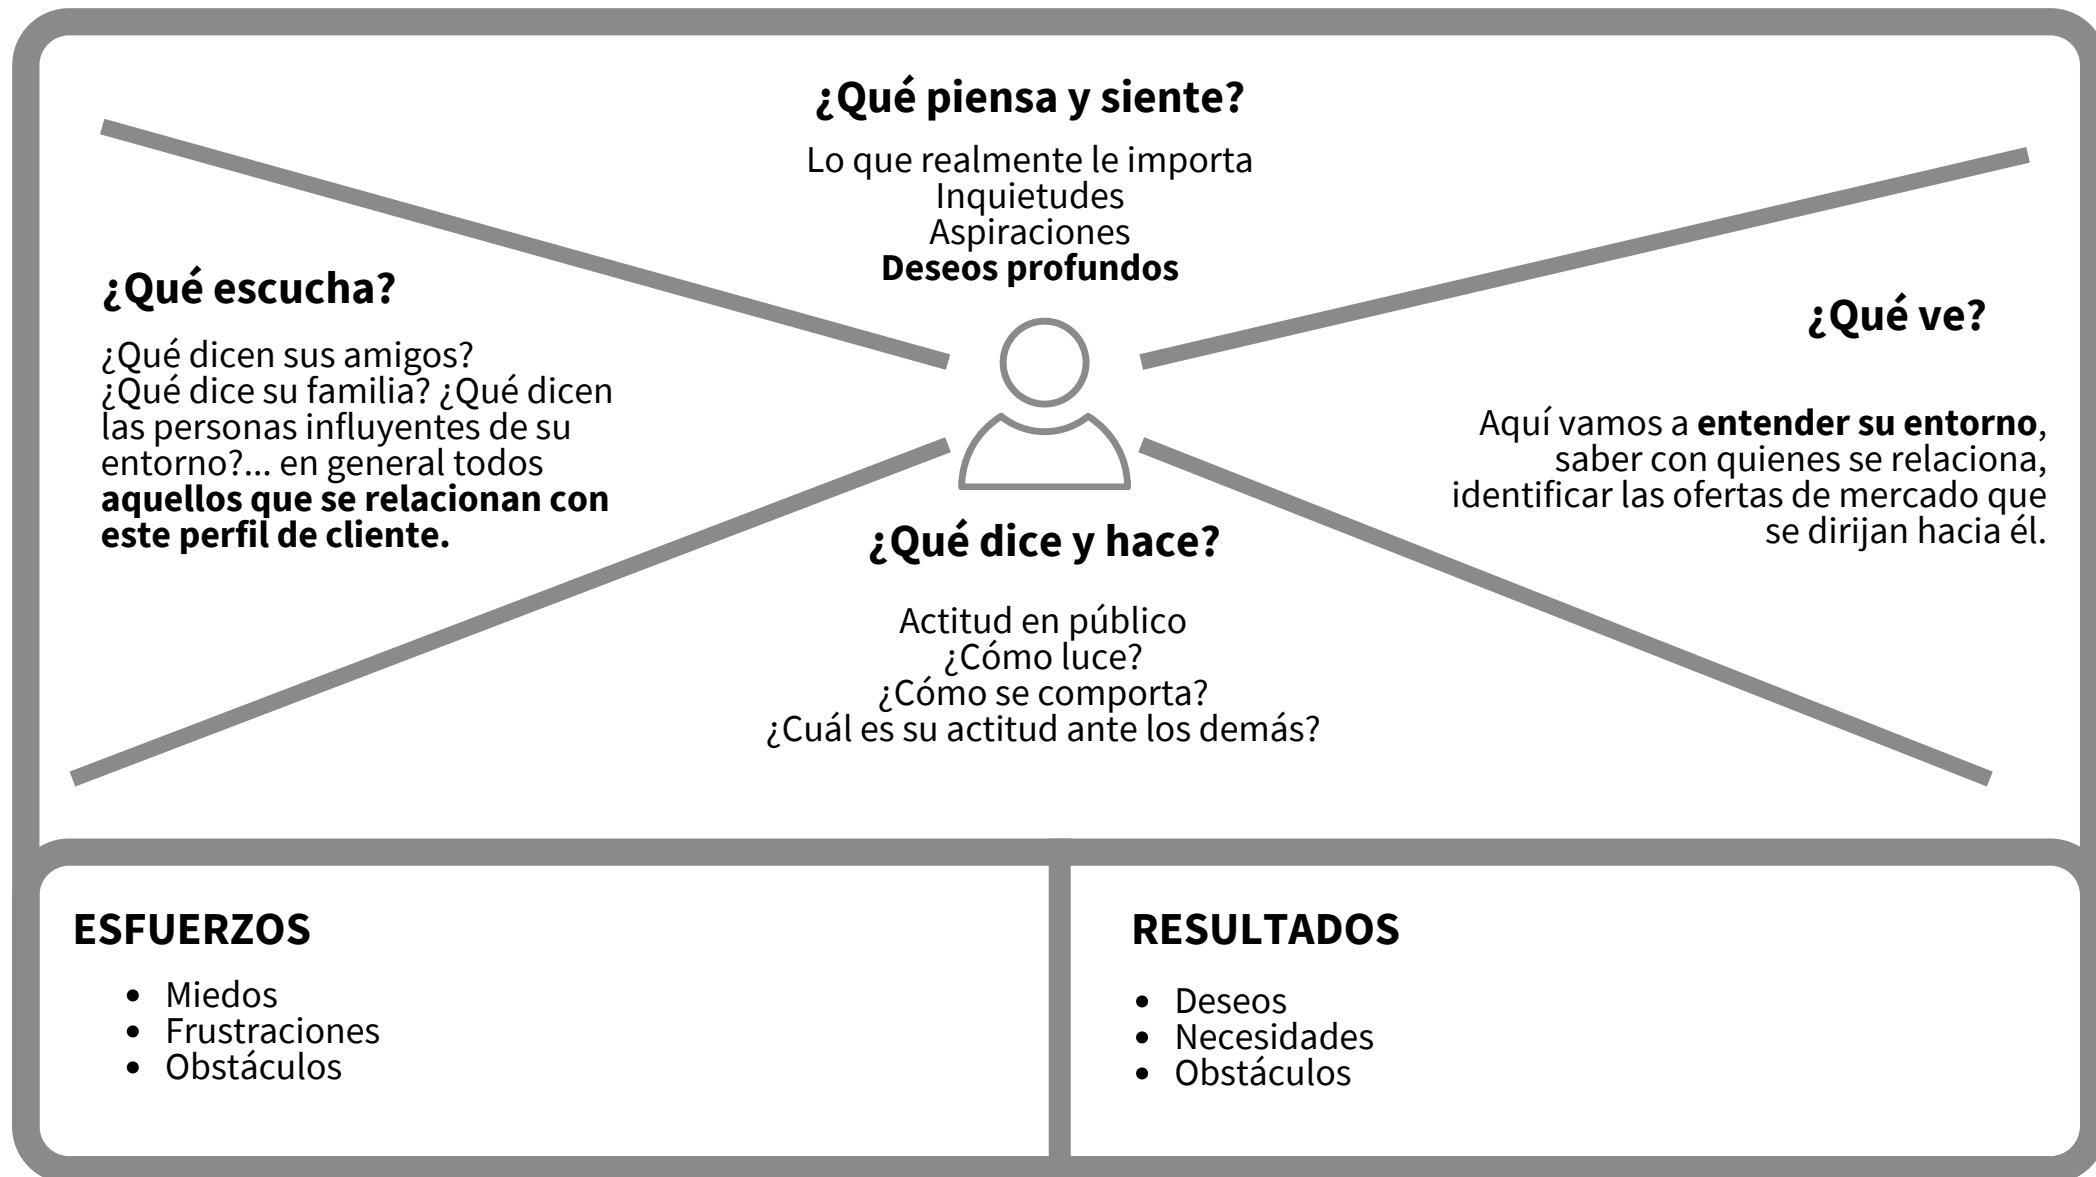 ¿Qué piensa y siente?
Lo que realmente le importa
Inquietudes
Aspiraciones
Deseos profundos
¿Qué escucha?
¿Qué dicen sus amigos?
¿Qué dice su familia? ¿Qué dicen
las personas influyentes de su
entorno?... en general todos
aquellos que se relacionan con
este perfil de cliente.
¿Qué ve?
Aquí vamos a entender su entorno,
saber con quienes se relaciona,
identificar las ofertas de mercado que
se dirijan hacia él.
¿Qué dice y hace?
Actitud en público
¿Cómo luce?
¿Cómo se comporta?
¿Cuál es su actitud ante los demás?
ESFUERZOS
• Miedos
• Frustraciones
• Obstáculos
RESULTADOS
• Deseos
• Necesidades
• Obstáculos